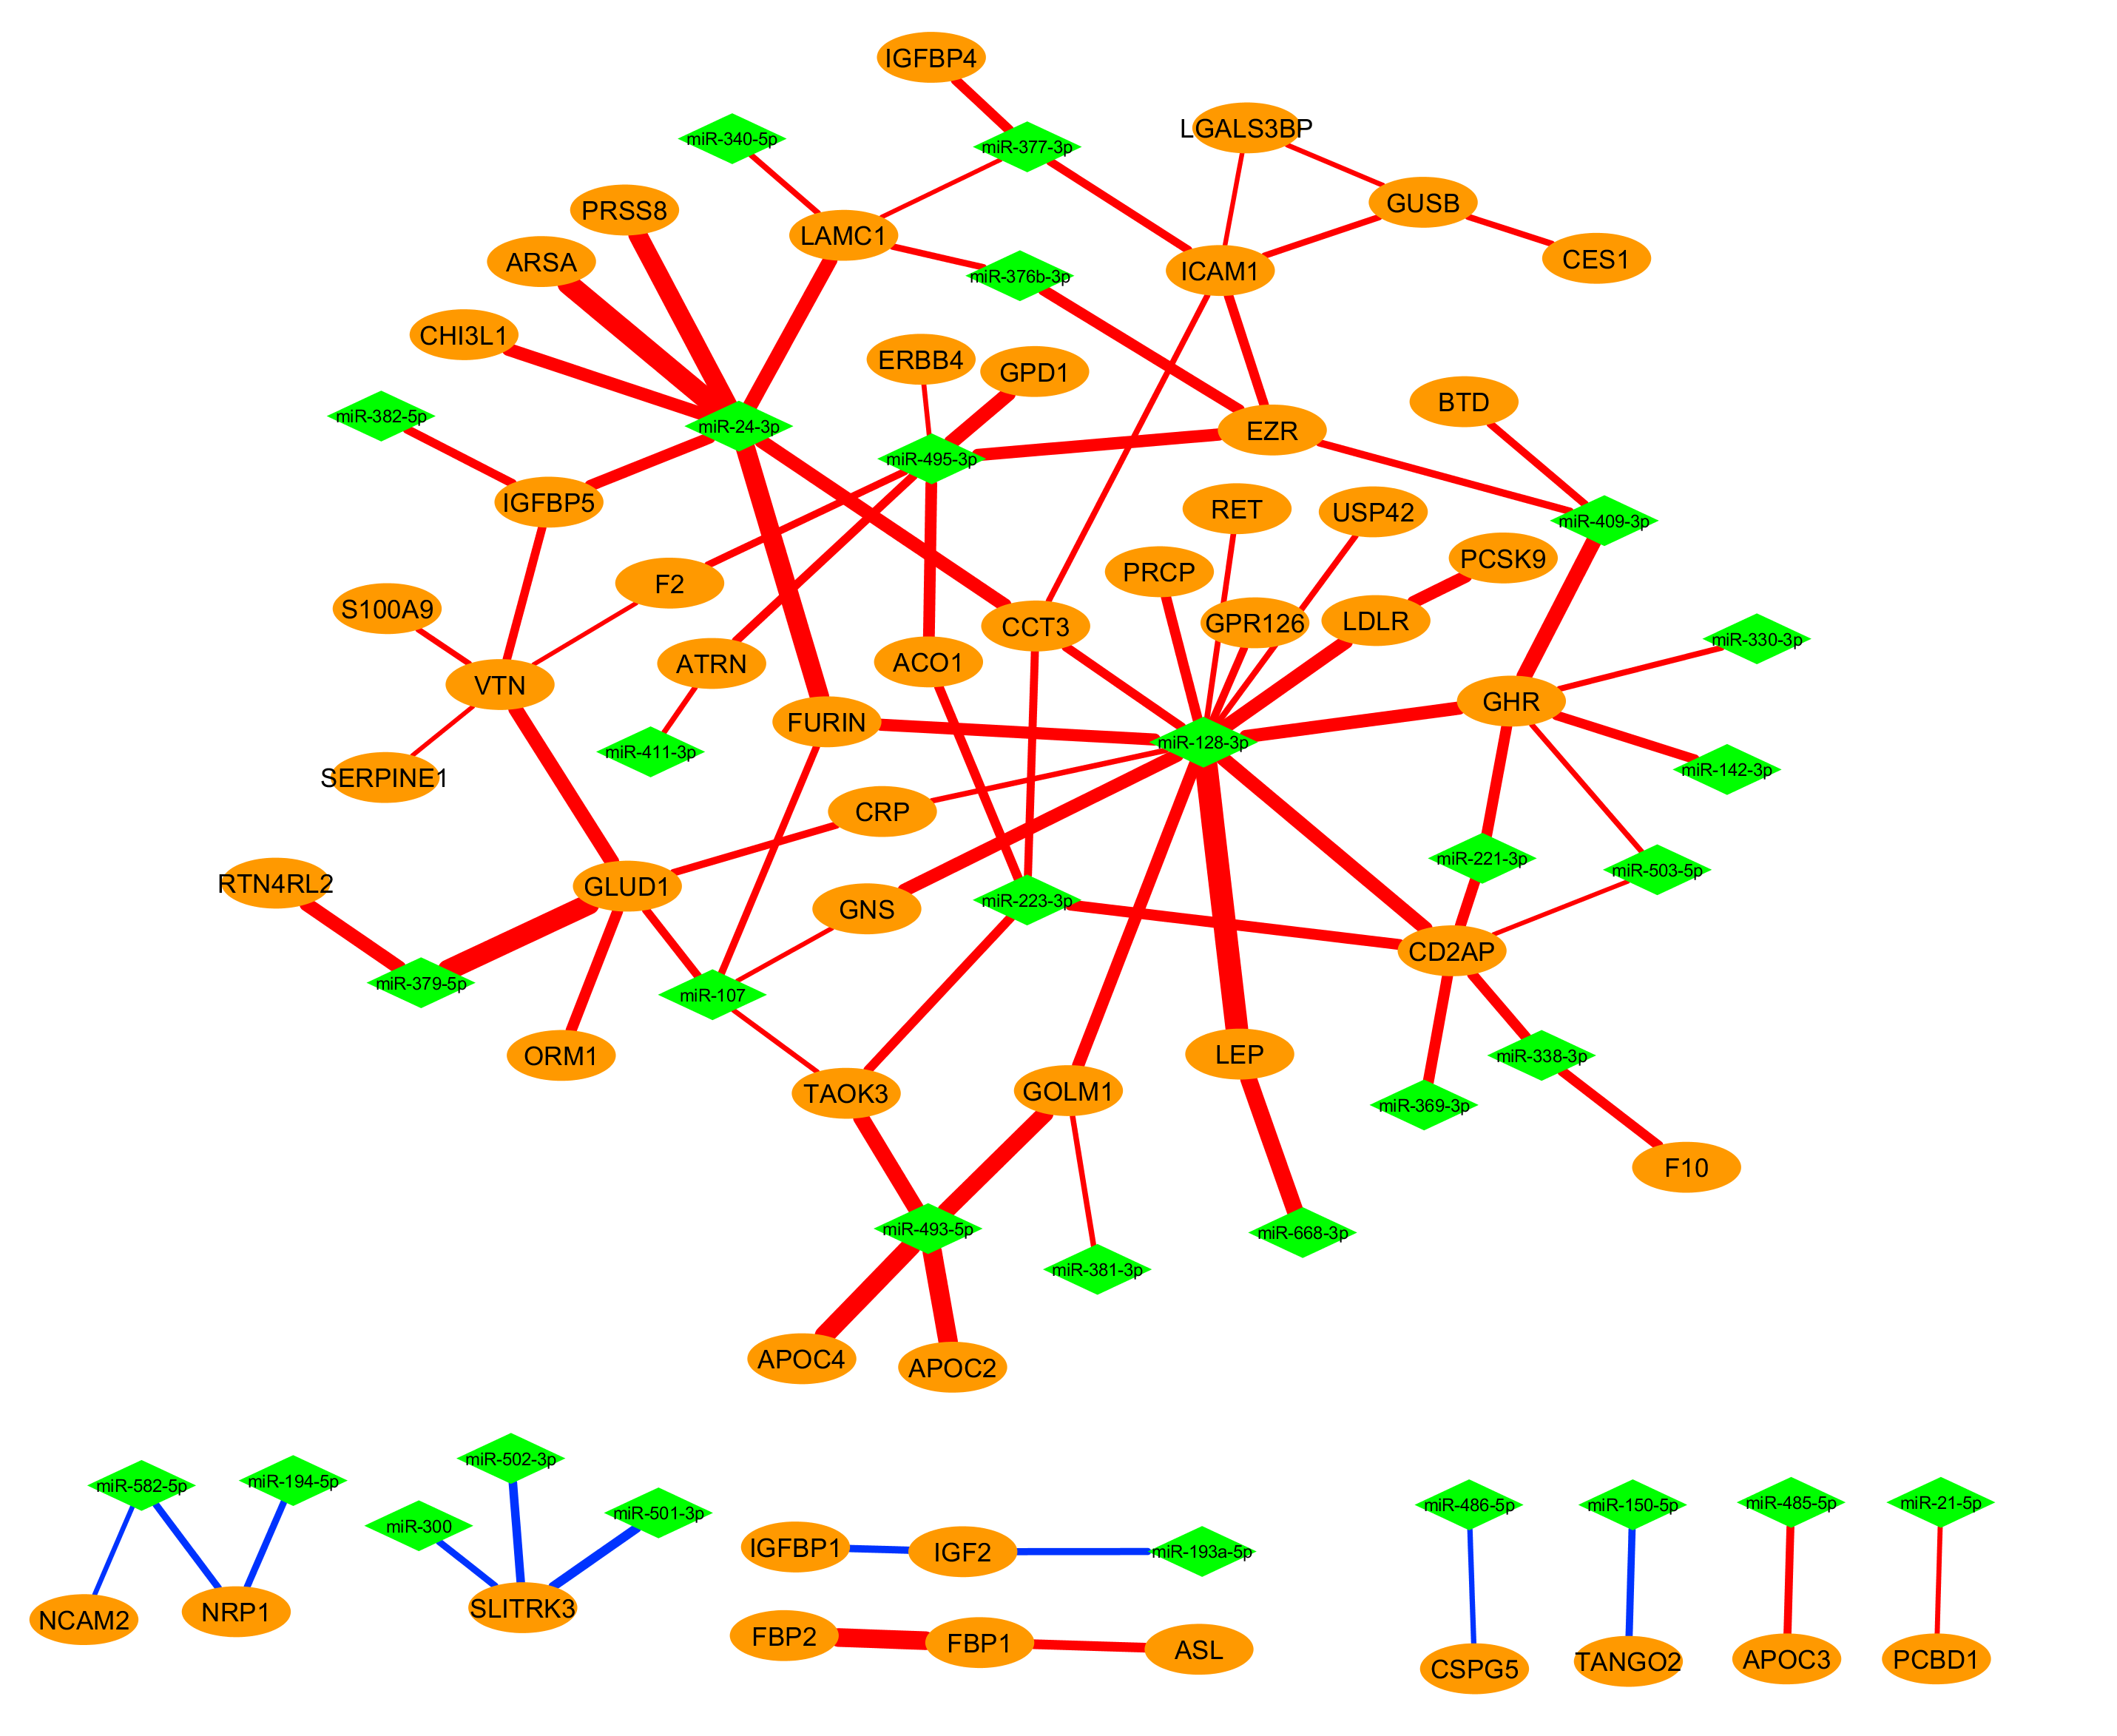 IGFBP4
LGALS3BP
miR-340-5p
miR-377-3p
PRSS8
GUSB
LAMC1
ARSA
CES1
ICAM1
miR-376b-3p
CHI3L1
ERBB4
GPD1
BTD
miR-382-5p
miR-24-3p
EZR
miR-495-3p
IGFBP5
RET
USP42
miR-409-3p
PCSK9
PRCP
F2
S100A9
GPR126
LDLR
CCT3
miR-330-3p
ATRN
ACO1
VTN
GHR
FURIN
miR-411-3p
miR-128-3p
miR-142-3p
SERPINE1
CRP
miR-221-3p
miR-503-5p
RTN4RL2
GLUD1
GNS
miR-223-3p
CD2AP
miR-379-5p
miR-107
ORM1
LEP
miR-338-3p
TAOK3
GOLM1
miR-369-3p
F10
miR-493-5p
miR-668-3p
miR-381-3p
APOC4
APOC2
miR-582-5p
miR-194-5p
miR-502-3p
miR-300
miR-501-3p
miR-486-5p
miR-150-5p
miR-485-5p
miR-21-5p
IGFBP1
IGF2
miR-193a-5p
NCAM2
NRP1
SLITRK3
FBP2
FBP1
ASL
CSPG5
TANGO2
APOC3
PCBD1